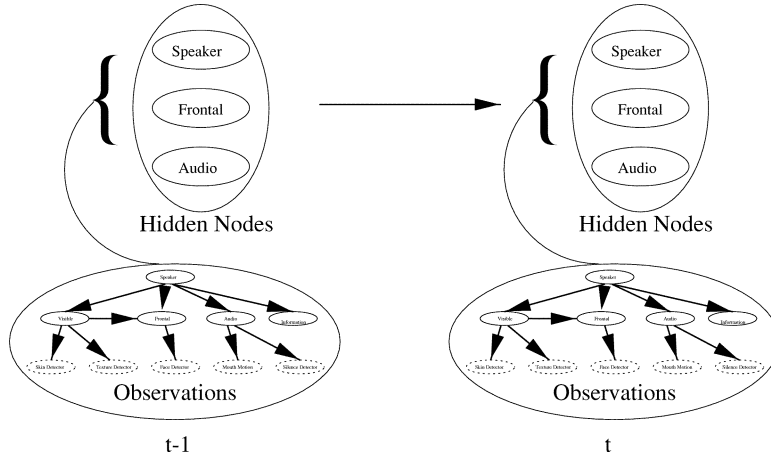 Speaker
Speaker
Frontal
Frontal
Audio
Audio
Hidden Nodes
Hidden Nodes
Speaker
Speaker
Visible
Frontal
Audio
Information
Visible
Frontal
Audio
Information
Skin Detector
Texture Detector
Face Detector
Mouth Motion
Silence Detector
Skin Detector
Texture Detector
Face Detector
Mouth Motion
Silence Detector
Observations
Observations
t-1
t